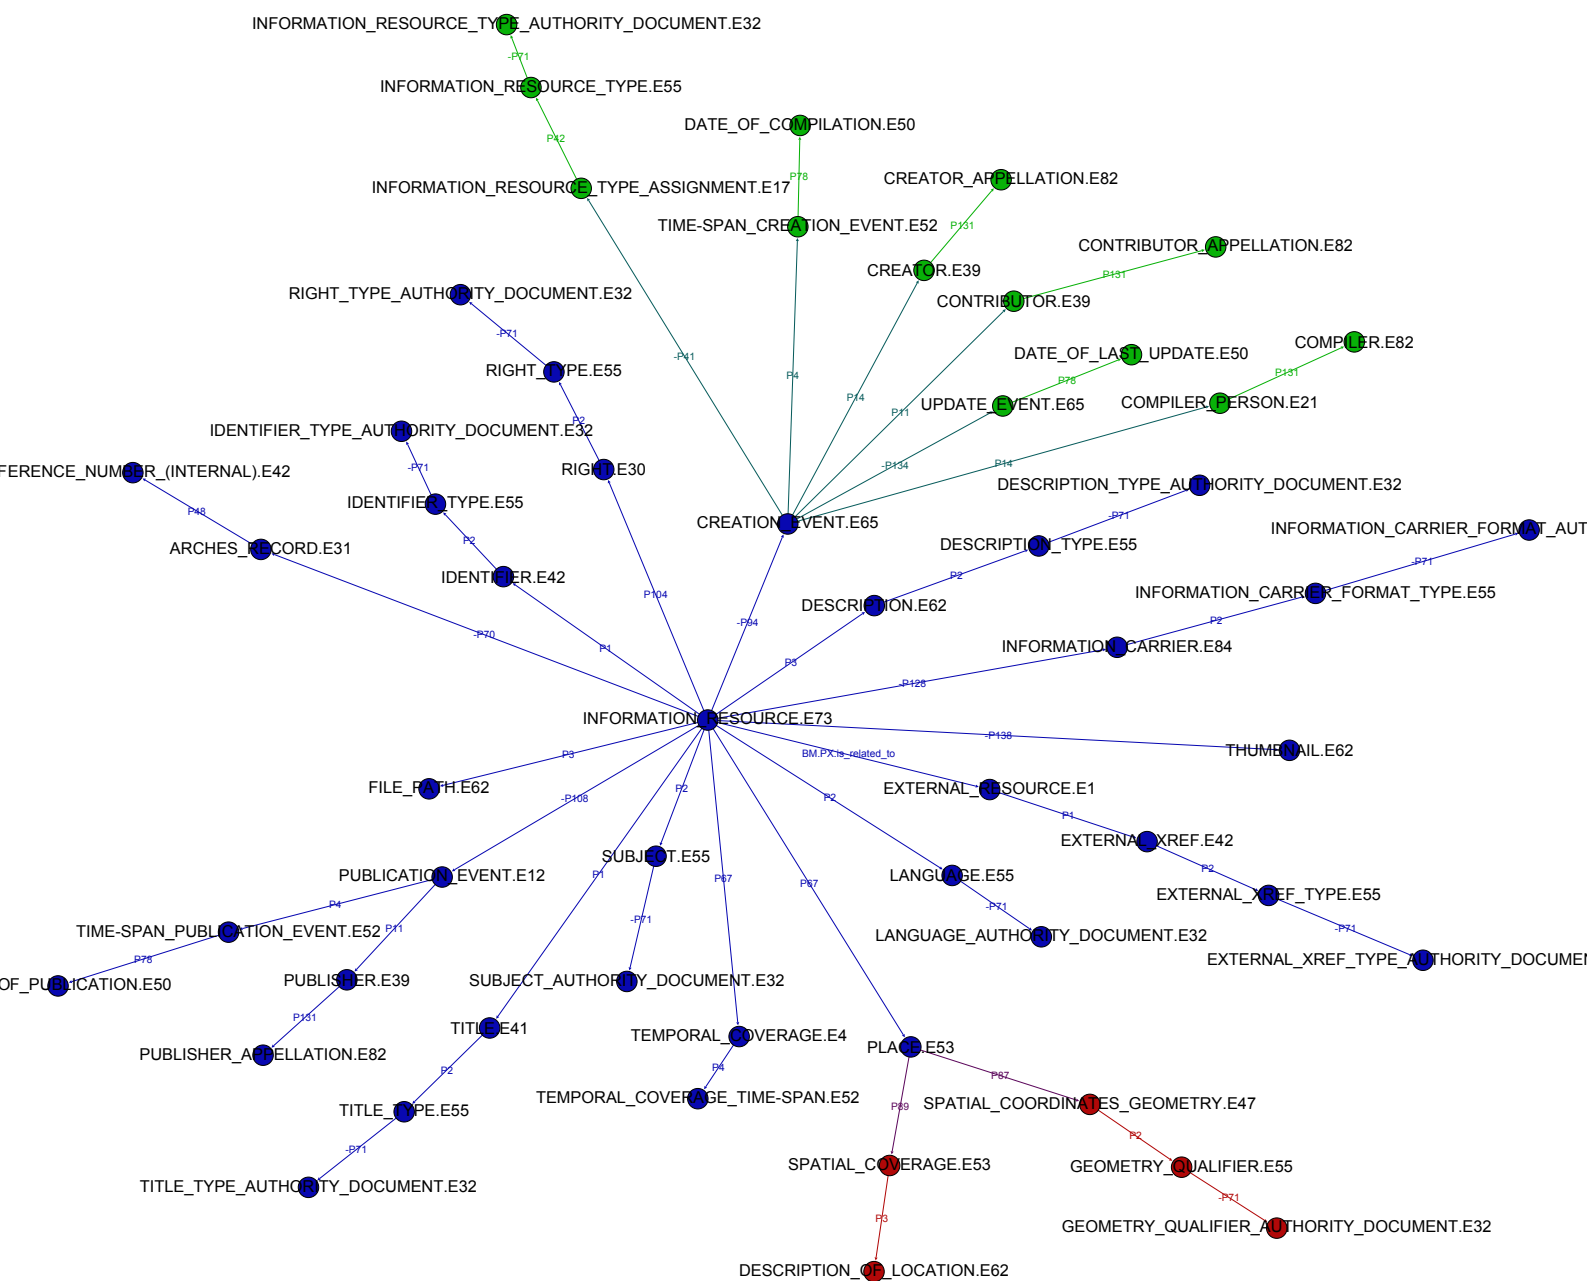 INFORMATION_RESOURCE_TYPE_AUTHORITY_DOCUMENT.E32
-P71
INFORMATION_RESOURCE_TYPE.E55
DATE_OF_COMPILATION.E50
P42
P78
CREATOR_APPELLATION.E82
INFORMATION_RESOURCE_TYPE_ASSIGNMENT.E17
TIME-SPAN_CREATION_EVENT.E52
P131
CONTRIBUTOR_APPELLATION.E82
CREATOR.E39
P131
RIGHT_TYPE_AUTHORITY_DOCUMENT.E32
CONTRIBUTOR.E39
-P71
COMPILER.E82
-P41
DATE_OF_LAST_UPDATE.E50
RIGHT_TYPE.E55
P4
P131
P78
P14
COMPILER_PERSON.E21
UPDATE_EVENT.E65
P11
P2
IDENTIFIER_TYPE_AUTHORITY_DOCUMENT.E32
-P71
RIGHT.E30
-P134
P14
FERENCE_NUMBER_(INTERNAL).E42
DESCRIPTION_TYPE_AUTHORITY_DOCUMENT.E32
IDENTIFIER_TYPE.E55
P48
-P71
CREATION_EVENT.E65
INFORMATION_CARRIER_FORMAT_AUT
P2
DESCRIPTION_TYPE.E55
ARCHES_RECORD.E31
-P71
IDENTIFIER.E42
P2
P104
INFORMATION_CARRIER_FORMAT_TYPE.E55
DESCRIPTION.E62
P2
-P94
-P70
P1
INFORMATION_CARRIER.E84
P3
-P128
INFORMATION_RESOURCE.E73
-P138
THUMBNAIL.E62
P3
BM.PX.is_related_to
FILE_PATH.E62
P2
EXTERNAL_RESOURCE.E1
-P108
P2
P1
EXTERNAL_XREF.E42
SUBJECT.E55
P2
PUBLICATION_EVENT.E12
P1
P67
P67
LANGUAGE.E55
EXTERNAL_XREF_TYPE.E55
P4
-P71
-P71
TIME-SPAN_PUBLICATION_EVENT.E52
P11
LANGUAGE_AUTHORITY_DOCUMENT.E32
-P71
P78
EXTERNAL_XREF_TYPE_AUTHORITY_DOCUMEN
OF_PUBLICATION.E50
PUBLISHER.E39
SUBJECT_AUTHORITY_DOCUMENT.E32
P131
TITLE.E41
TEMPORAL_COVERAGE.E4
PLACE.E53
PUBLISHER_APPELLATION.E82
P2
P4
P87
TEMPORAL_COVERAGE_TIME-SPAN.E52
P89
SPATIAL_COORDINATES_GEOMETRY.E47
TITLE_TYPE.E55
P2
-P71
SPATIAL_COVERAGE.E53
GEOMETRY_QUALIFIER.E55
TITLE_TYPE_AUTHORITY_DOCUMENT.E32
-P71
P3
GEOMETRY_QUALIFIER_AUTHORITY_DOCUMENT.E32
DESCRIPTION_OF_LOCATION.E62